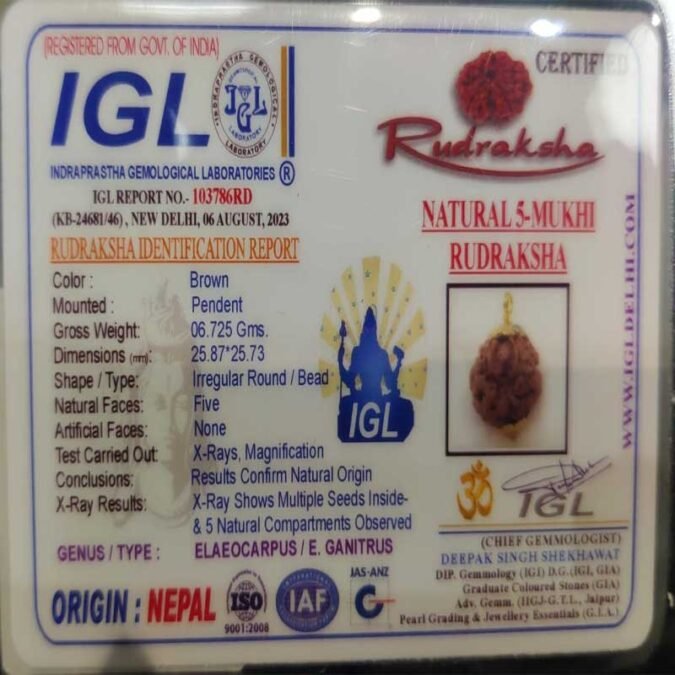 (REGISTERED FROM GOVT. OF INDIA)
IGL
INDRAPRASTHA GEMOLOGICAL
IGL
LABORATORY
INDRAPRASTHA GEMOLOGICAL LABORATORIES ®
IGL REPORT NO.- 103786RD
(KB-24681/46) , NEW DELHI, 06 AUGUST, 2023
RUDRAKSHA IDENTIFICATION REPORT
Color : Brown
Mounted : Pendent
Gross Weight: 06.725 Gms.
Dimensions (mm): 25.87*25.73
Shape / Type: Irregular Round / Bead
Natural Faces: Five
Artificial Faces: None
Test Carried Out: X-Rays, Magnification
Conclusions: Results Confirm Natural Origin
X-Ray Results: X-Ray Shows Multiple Seeds Inside-
& 5 Natural Compartments Observed
GENUS / TYPE : ELAEOCARPUS / E. GANITRUS
ORIGIN : NEPAL
ISO
9001:2008
IAF
JAS-ANZ
IGL
CERTIFIED
Rudraksha
NATURAL 5-MUKHI
RUDRAKSHA
WWW.IGLDELHI.COM
ॐ
IGL
(CHIEF GEMMOLOGIST)
DEEPAK SINGH SHEKHAWAT
DIP. Gemmology (IGI) D.G.(IGI, GIA)
Graduate Coloured Stones (GIA)
Adv. Gemm. (IIGJ-G.T.L., Jaipur)
Pearl Grading & Jewellery Essentials (G.I.A.)